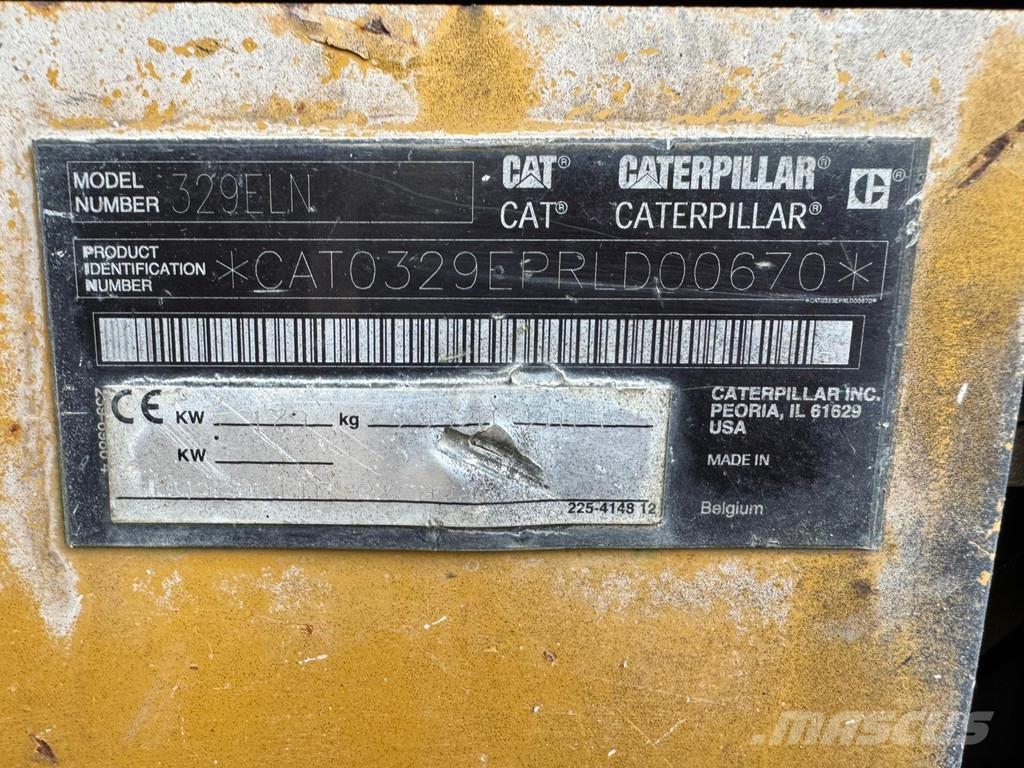 MODEL NUMBER 329ELN
CAT® CATERPILLAR®
CAT® CATERPILLAR®
PRODUCT IDENTIFICATION NUMBER *CAT0329EPRLD00670*
*CAT0329EPRLD00670*
CE KW kg
KW
225-4148 12
CATERPILLAR INC.
PEORIA, IL 61629
USA
MADE IN
Belgium
MASCUS